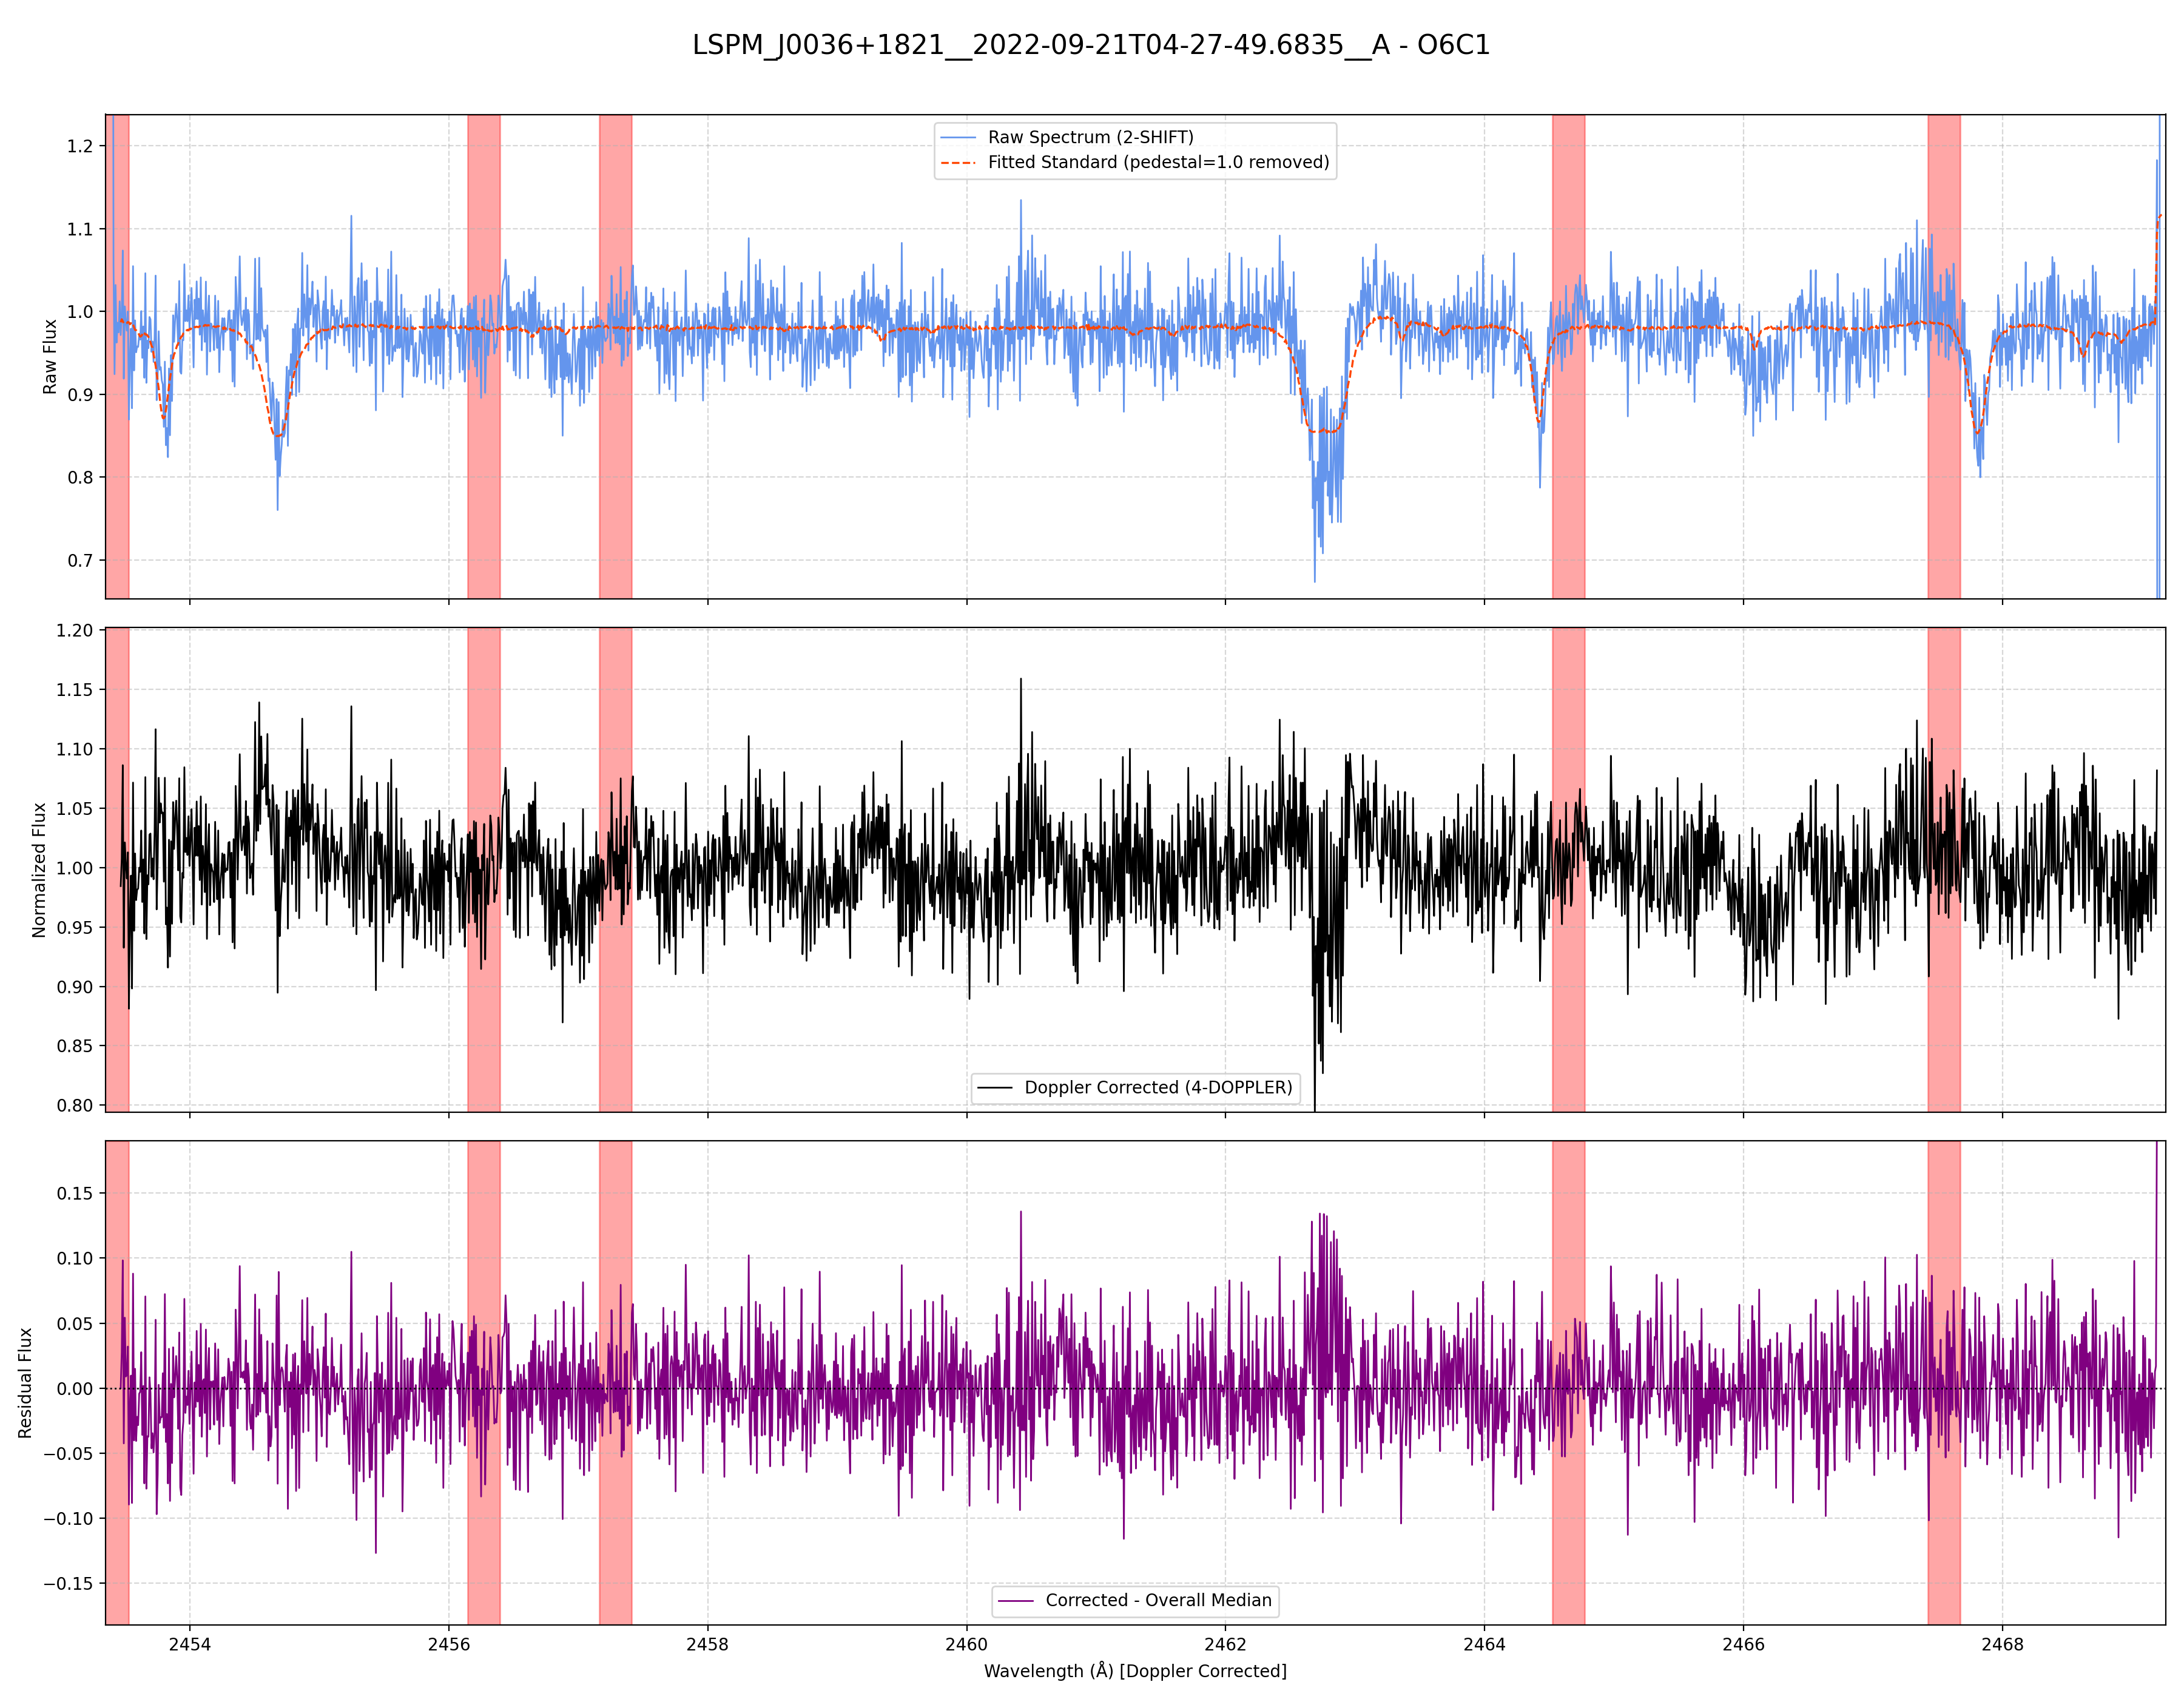 LSPM_J0036+1821__2022-09-21T04-27-49.6835__A - O6C1
Raw Spectrum (2-SHIFT)
Fitted Standard (pedestal=1.0 removed)
Raw Flux
1.2
1.1
1.0
0.9
0.8
0.7
Normalized Flux
1.20
1.15
1.10
1.05
1.00
0.95
0.90
0.85
0.80
Doppler Corrected (4-DOPPLER)
Residual Flux
0.15
0.10
0.05
0.00
−0.05
−0.10
−0.15
Corrected - Overall Median
2454 2456 2458 2460 2462 2464 2466 2468
Wavelength (Å) [Doppler Corrected]